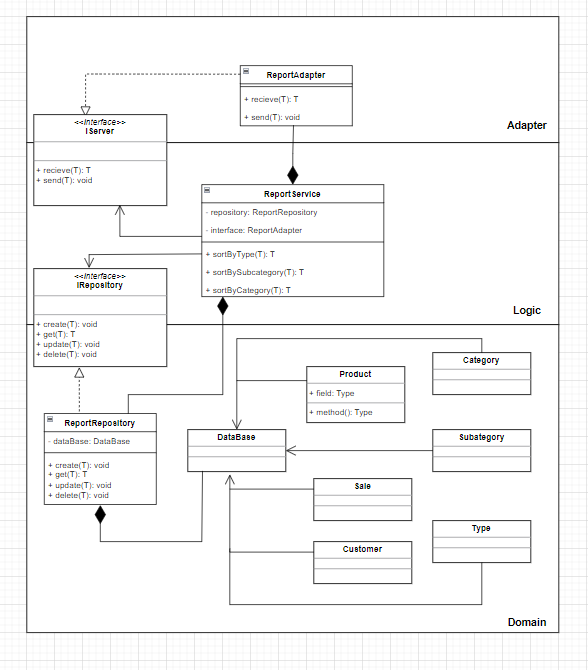 ReportAdapter
+ recieve(T): T
+ send(T): void
Adapter
<<Interface>>
IServer
+ recieve(T): T
+ send(T): void
ReportService
- repository: ReportRepository
- interface: ReportAdapter
+ sortByType(T): T
+ sortBySubcategory(T): T
+ sortByCategory(T): T
Logic
<<Interface>>
IRepository
+ create(T): void
+ get(T): T
+ update(T): void
+ delete(T): void
Category
Product
+ field: Type
+ method(): Type
ReportRepository
- dataBase: DataBase
+ create(T): void
+ get(T): T
+ update(T): void
+ delete(T): void
DataBase
Subategory
Sale
Type
Customer
Domain